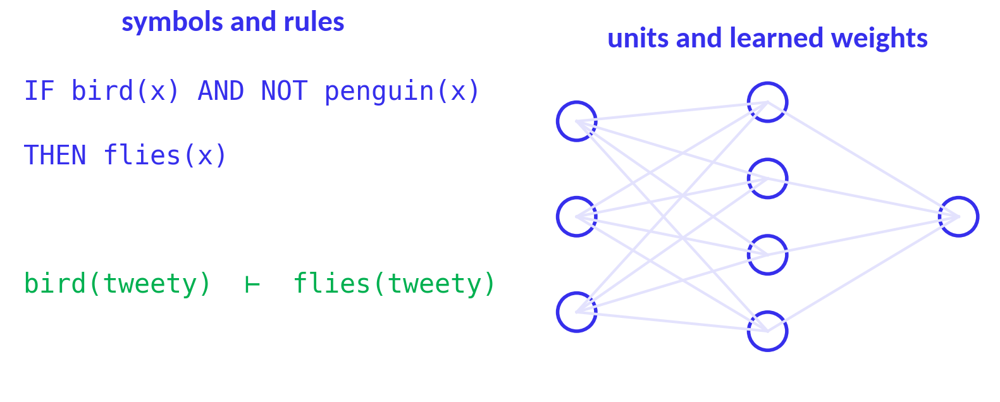 symbols and rules
IF bird(x) AND NOT penguin(x)
THEN flies(x)
bird(tweety) ⊢ flies(tweety)
units and learned weights